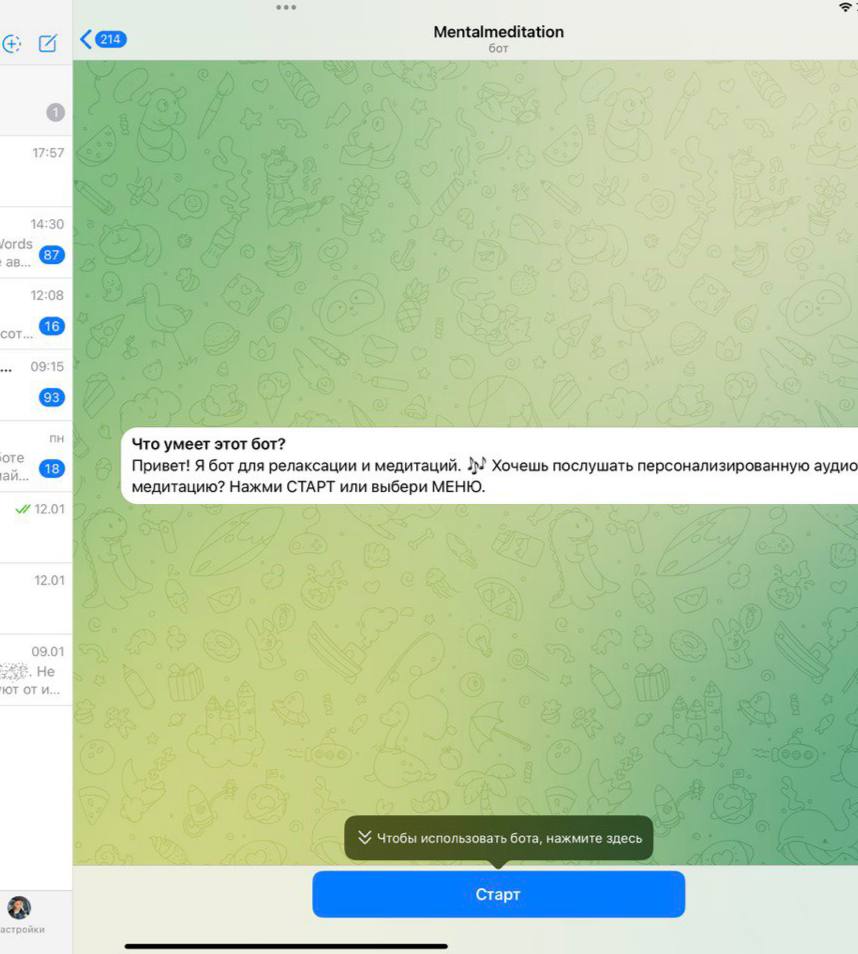 214
Mentalmeditation
бот
1
17:57
14:30
Words
ав...
87
12:08
сот...
16
...
09:15
93
пн
боте
най...
18
12.01
12.01
09.01
. Не
уют от и...
Что умеет этот бот?
Привет! Я бот для релаксации и медитаций. 🎶 Хочешь послушать персонализированную аудио
медитацию? Нажми СТАРТ или выбери МЕНЮ.
Чтобы использовать бота, нажмите здесь
Старт
астройки